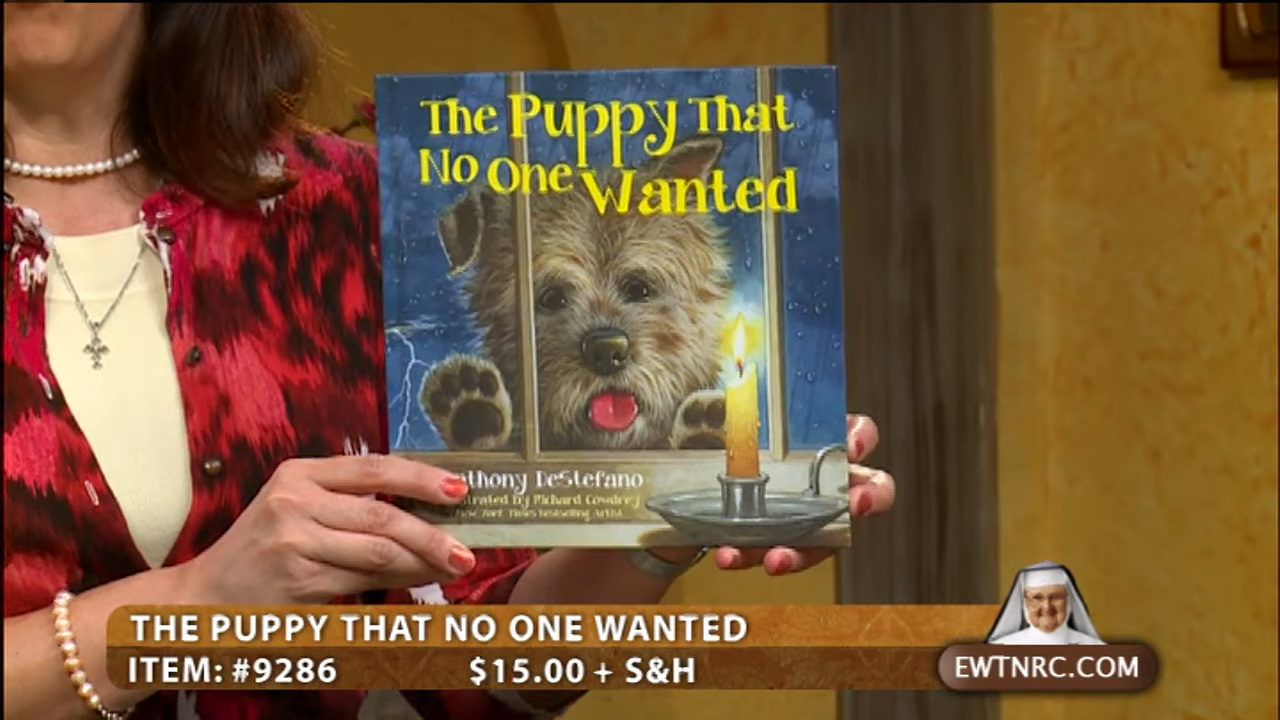 The Puppy That
No One Wanted
thony DeStefano
strated by Richard Cowdrey
New York Times bestselling Artist
THE PUPPY THAT NO ONE WANTED
ITEM: #9286 $15.00 + S&H
EWTNRC.COM